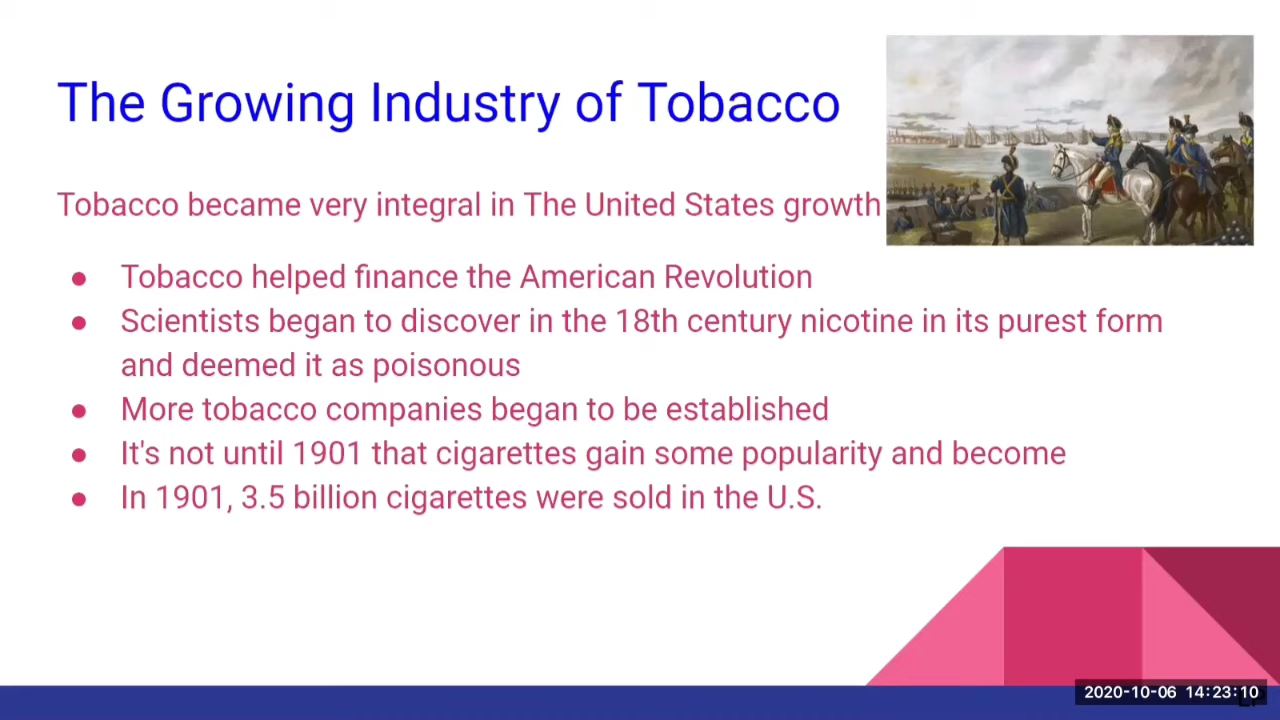 The Growing Industry of Tobacco
Tobacco became very integral in The United States growth
● Tobacco helped finance the American Revolution
● Scientists began to discover in the 18th century nicotine in its purest form
and deemed it as poisonous
● More tobacco companies began to be established
● It's not until 1901 that cigarettes gain some popularity and become
● In 1901, 3.5 billion cigarettes were sold in the U.S.
2020-10-06 14:23:10